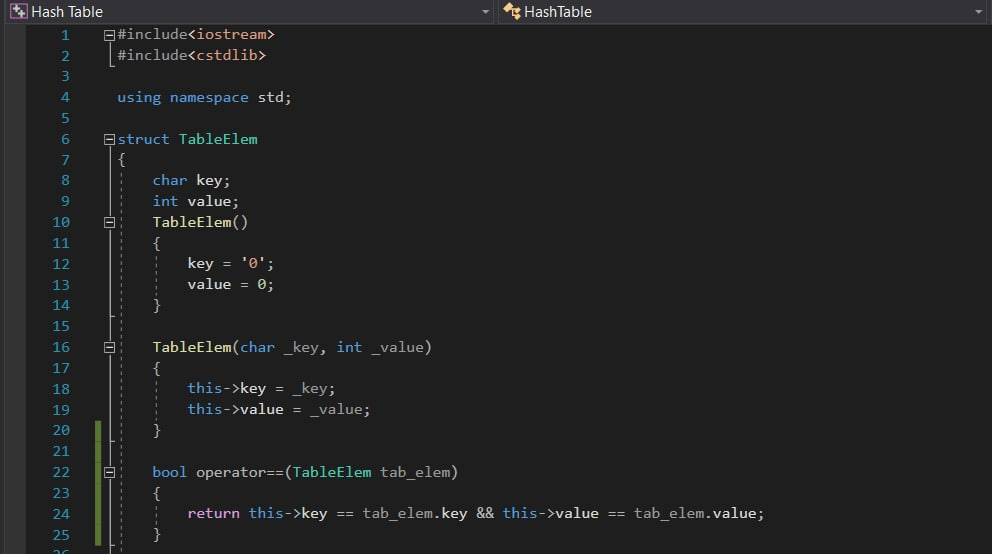 Hash Table HashTable
1 #include<iostream>
2 #include<cstdlib>
3
4 using namespace std;
5
6 struct TableElem
7 {
8 char key;
9 int value;
10 TableElem()
11 {
12 key = '0';
13 value = 0;
14 }
15
16 TableElem(char _key, int _value)
17 {
18 this->key = _key;
19 this->value = _value;
20 }
21
22 bool operator==(TableElem tab_elem)
23 {
24 return this->key == tab_elem.key && this->value == tab_elem.value;
25 }
26